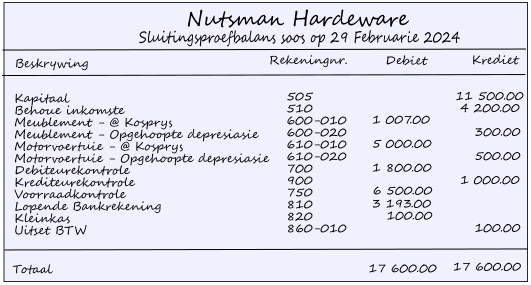 Nutsman Hardeware
Sluitingsproefbalans soos op 29 Februarie 2024
Beskrywing Rekeningnr. Debiet Krediet
Kapitaal 505 11 500.00
Behoue inkomste 510 4 200.00
Meublement - @ Kosprys 600-010 1 007.00
Meublement - Opgehoopte depresiasie 600-020 300.00
Motorvoertuie - @ Kosprys 610-010 5 000.00
Motorvoertuie - Opgehoopte depresiasie 610-020 500.00
Debiteurekontrole 700 1 800.00
Krediteurekontrole 900 1 000.00
Voorraadkontrole 750 6 500.00
Lopende Bankrekening 810 3 193.00
Kleinkas 820 100.00
Uitset BTW 860-010 100.00
Totaal 17 600.00 17 600.00